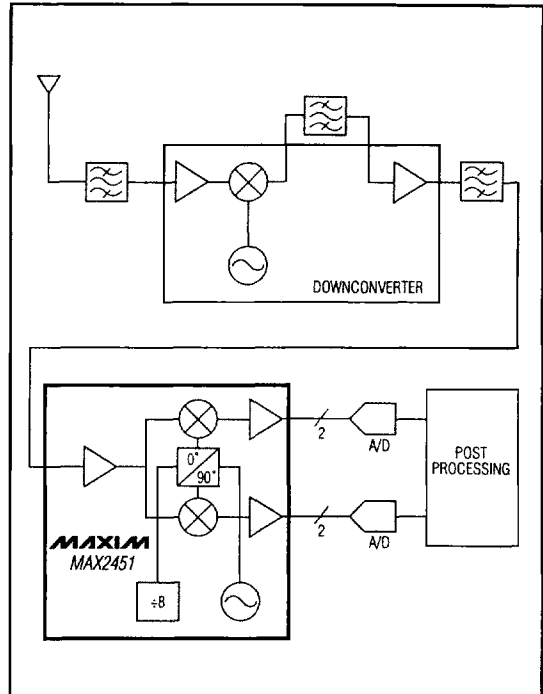 DOWNCONVERTER
0°
90°
MAXIM
MAX2451
÷8
2
A/D
2
A/D
POST
PROCESSING